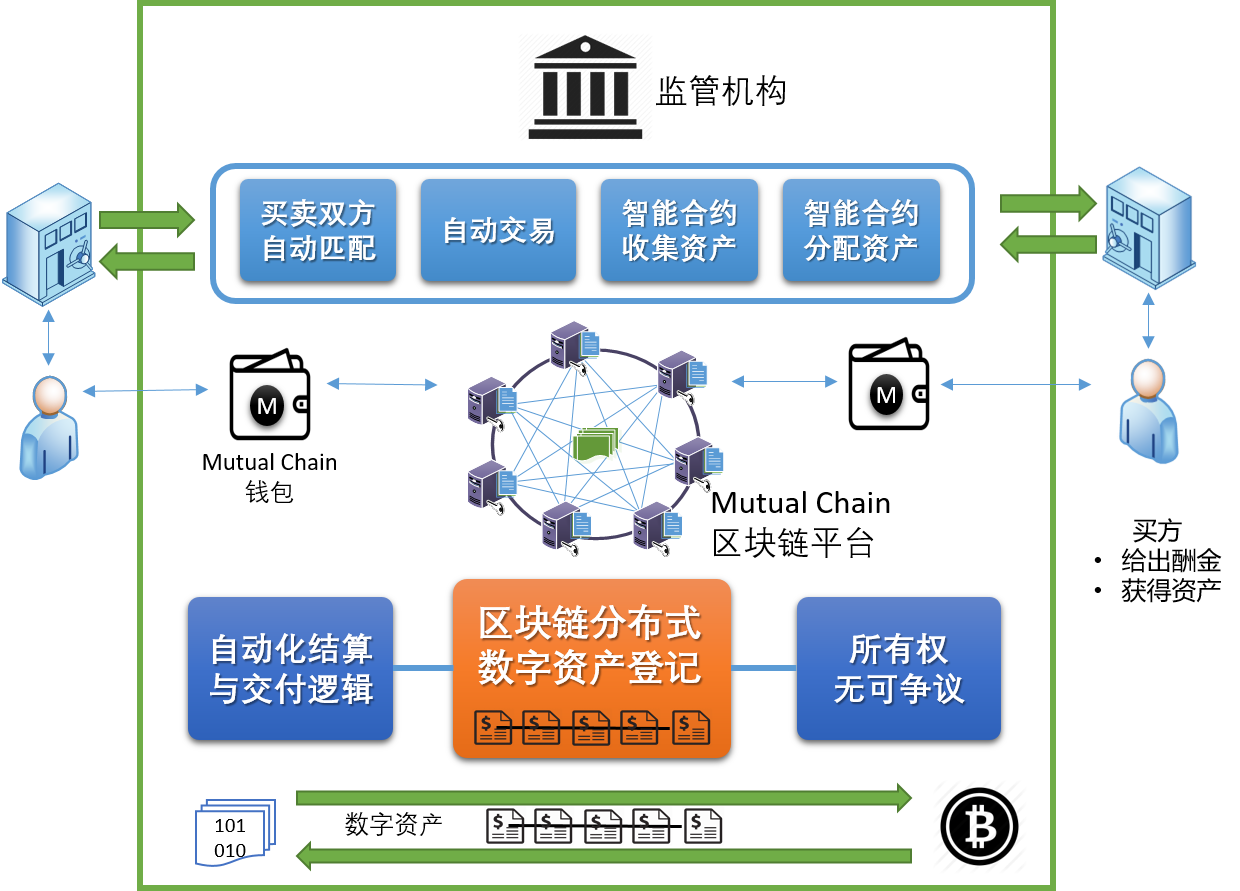 监管机构
买卖双方
自动匹配
自动交易
智能合约
收集资产
智能合约
分配资产
M
M
Mutual Chain
钱包
Mutual Chain
区块链平台
买方
• 给出酬金
• 获得资产
自动化结算
与交付逻辑
区块链分布式
数字资产登记
$ $ $ $ $
所有权
无可争议
101
010
数字资产
$ $ $ $ $
₿